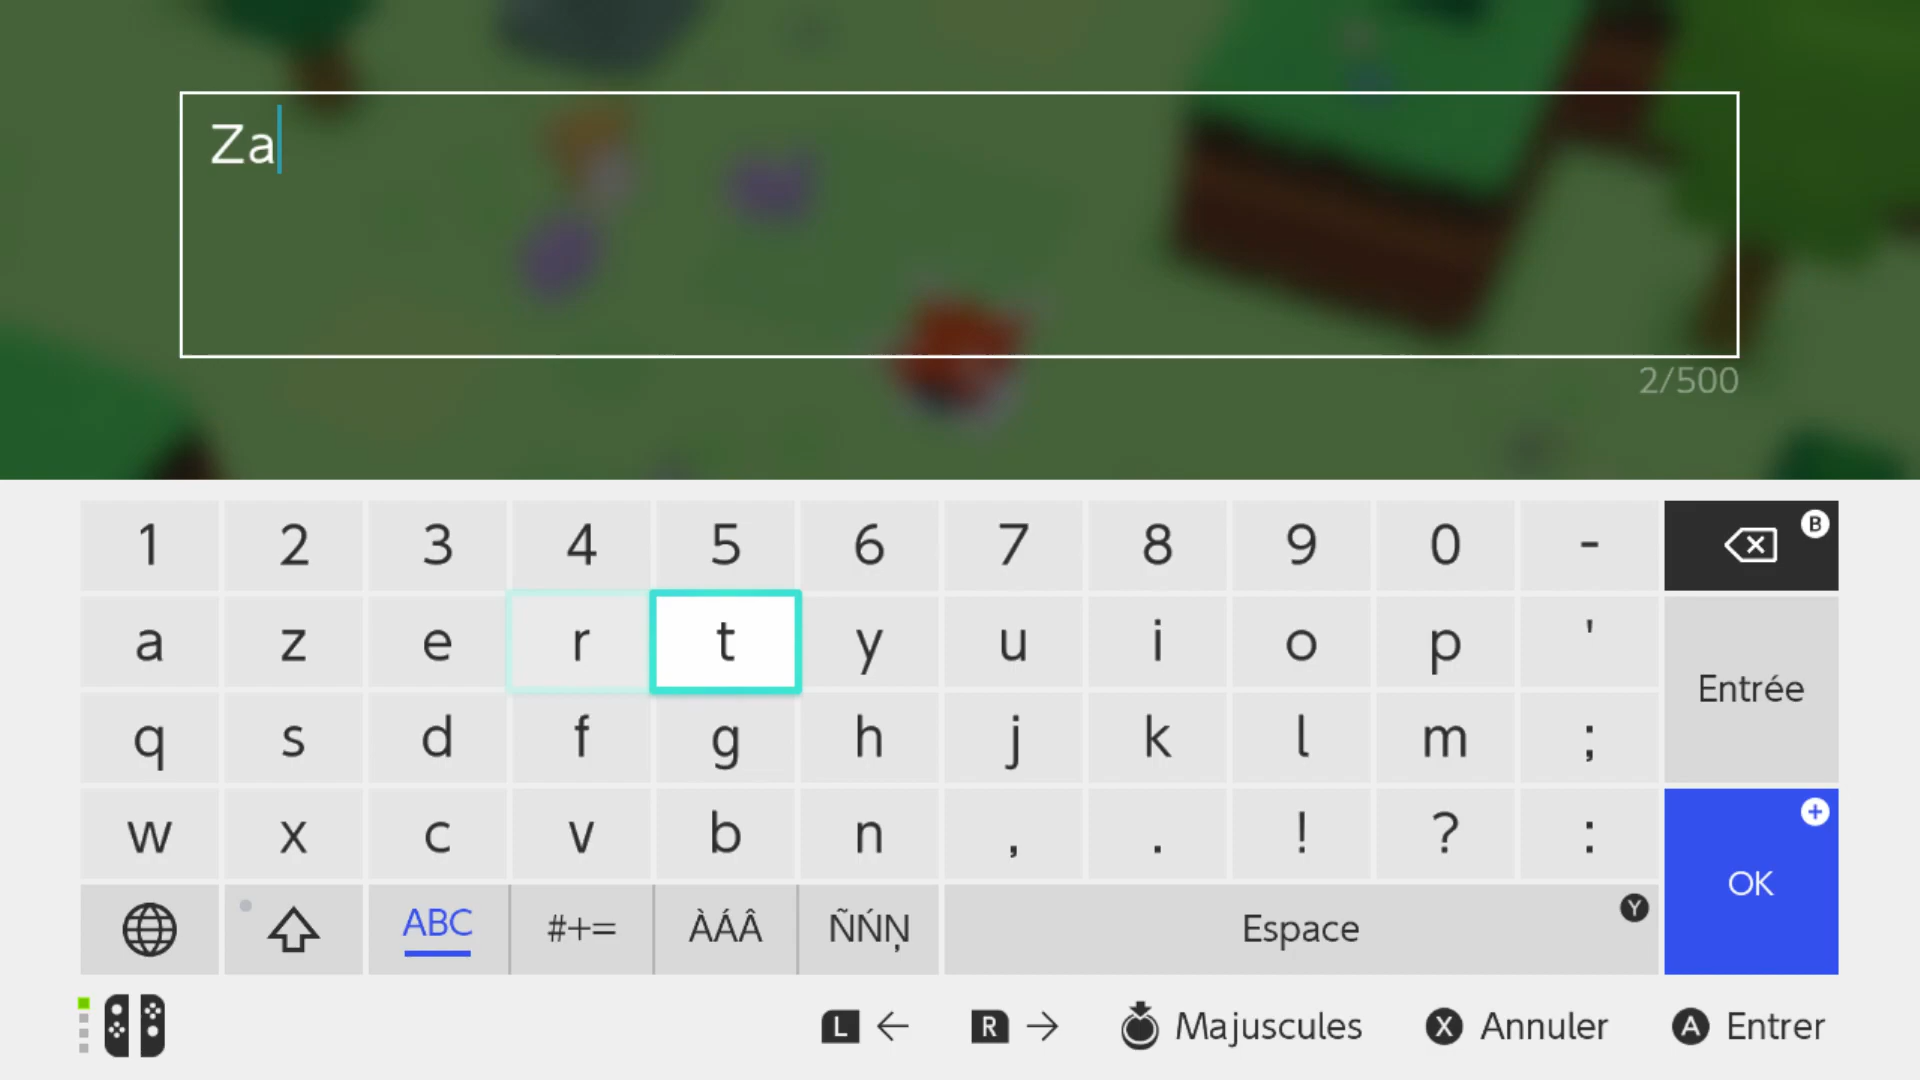 Za
2/500
1 2 3 4 5 6 7 8 9 0 - B
a z e r t y u i o p '
Entrée
q s d f g h j k l m ;
w x c v b n , . ! ? : +
OK
ABC #+= ÀÁÂ ÑŃŅ Espace Y
L ← R → Majuscules X Annuler A Entrer